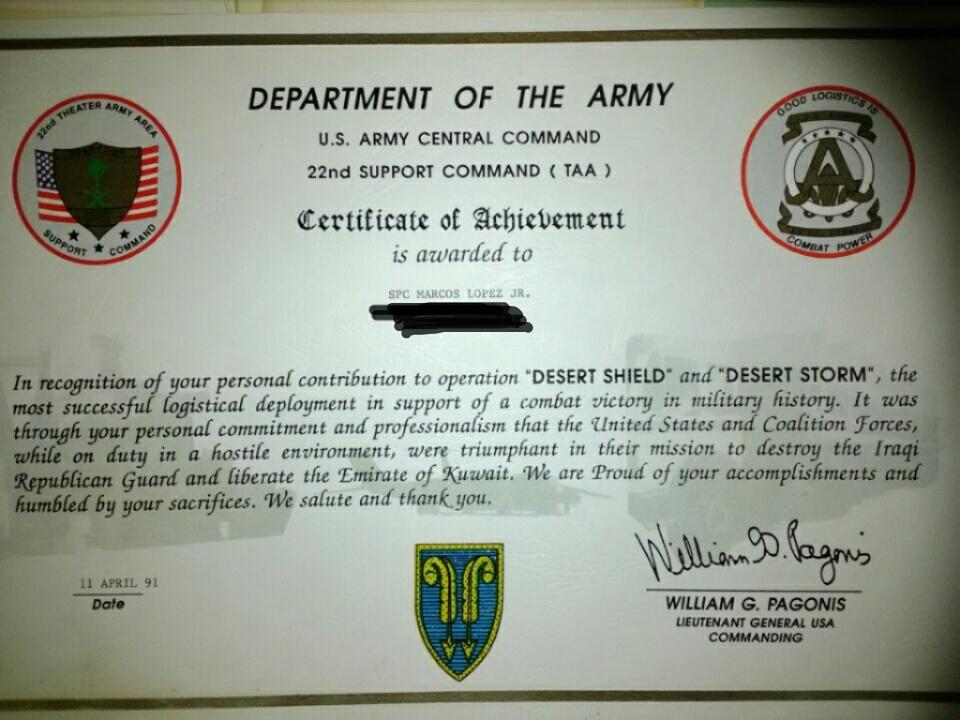 DEPARTMENT OF THE ARMY
U.S. ARMY CENTRAL COMMAND
22nd SUPPORT COMMAND ( TAA )
22nd THEATER ARMY AREA
SUPPORT COMMAND
GOOD LOGISTICS IS
COMBAT POWER
Certificate of Achievement
is awarded to
SPC MARCOS LOPEZ JR.
In recognition of your personal contribution to operation "DESERT SHIELD" and "DESERT STORM", the
most successful logistical deployment in support of a combat victory in military history. It was
through your personal commitment and professionalism that the United States and Coalition Forces,
while on duty in a hostile environment, were triumphant in their mission to destroy the Iraqi
Republican Guard and liberate the Emirate of Kuwait. We are Proud of your accomplishments and
humbled by your sacrifices. We salute and thank you.
11 APRIL 91
Date
William G. Pagonis
WILLIAM G. PAGONIS
LIEUTENANT GENERAL USA
COMMANDING